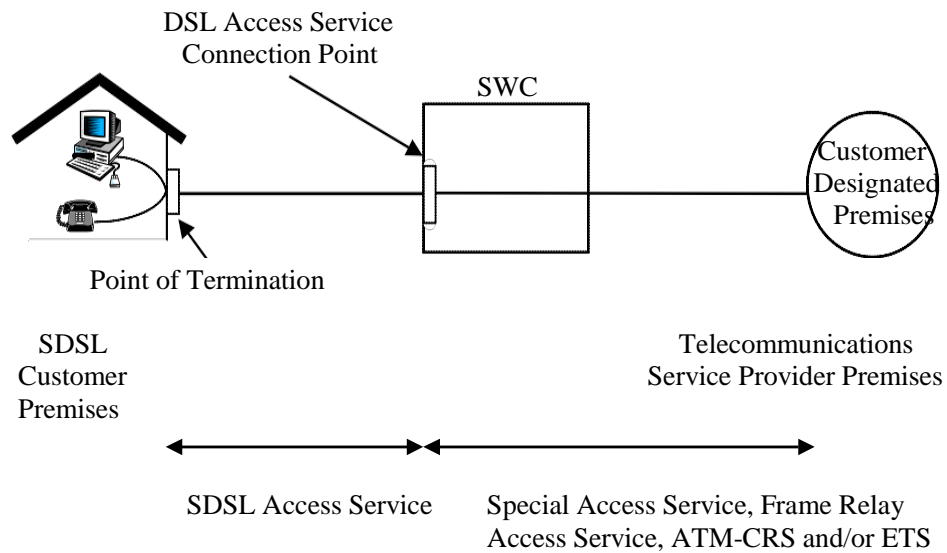 DSL Access Service
Connection Point
SWC
Customer
Designated
Premises
Point of Termination
SDSL
Customer
Premises
Telecommunications
Service Provider Premises
SDSL Access Service
Special Access Service, Frame Relay
Access Service, ATM-CRS and/or ETS